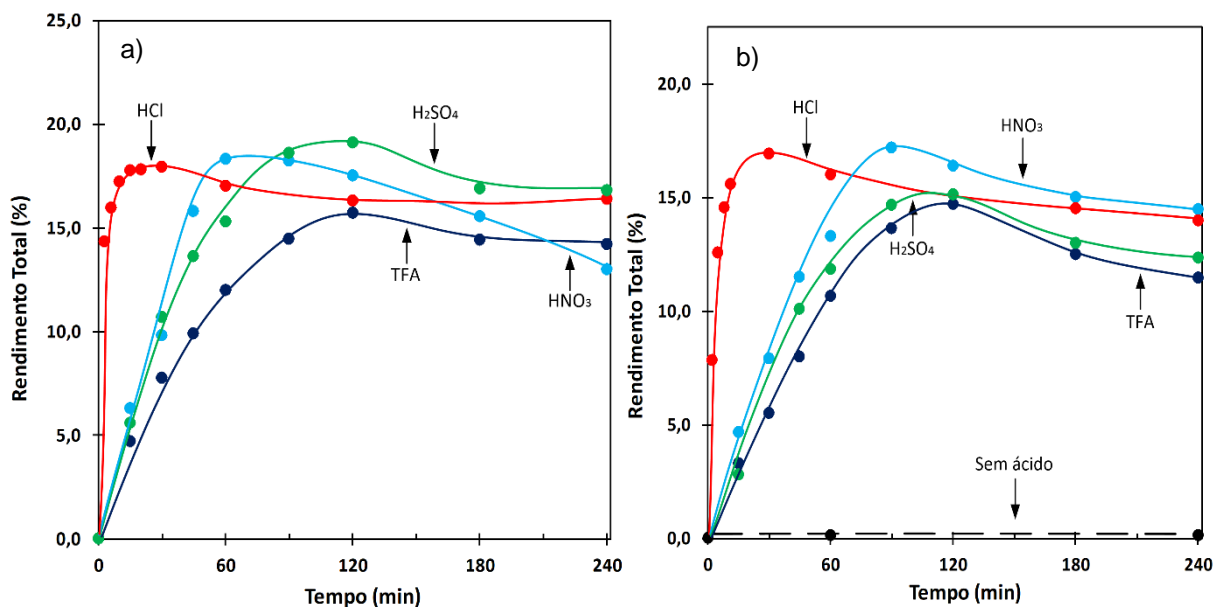 a)
25,0
20,0
15,0
10,0
5,0
0,0
Rendimento Total (%)
HCl
H₂SO₄
TFA
HNO₃
0 60 120 180 240
Tempo (min)
b)
20,0
15,0
10,0
5,0
0,0
Rendimento Total (%)
HCl
HNO₃
H₂SO₄
TFA
Sem ácido
0 60 120 180 240
Tempo (min)